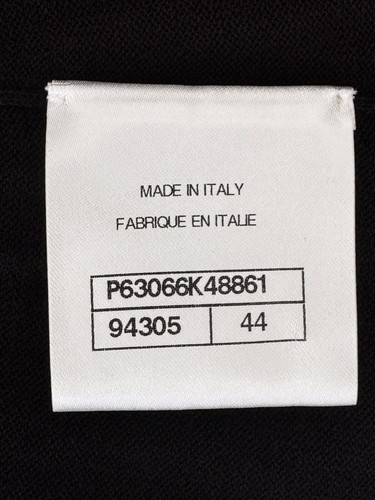 MADE IN ITALY
FABRIQUE EN ITALIE
P63066K48861
94305 44